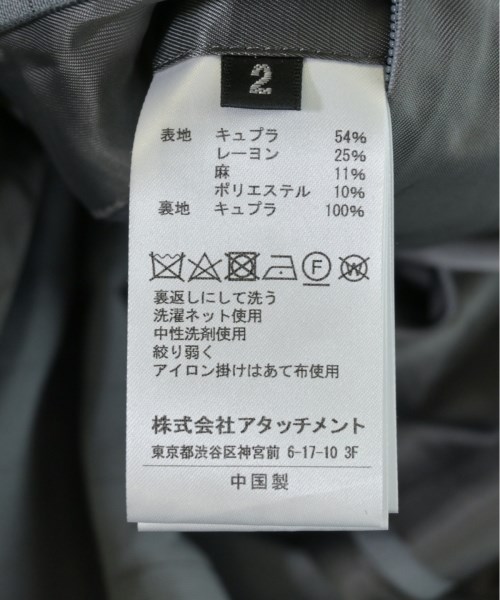 2
表地 キュプラ 54%
レーヨン 25%
麻 11%
ポリエステル 10%
裏地 キュプラ 100%
F W
裏返しにして洗う
洗濯ネット使用
中性洗剤使用
絞り弱く
アイロン掛けはあて布使用
株式会社アタッチメント
東京都渋谷区神宮前 6-17-10 3F
中国製